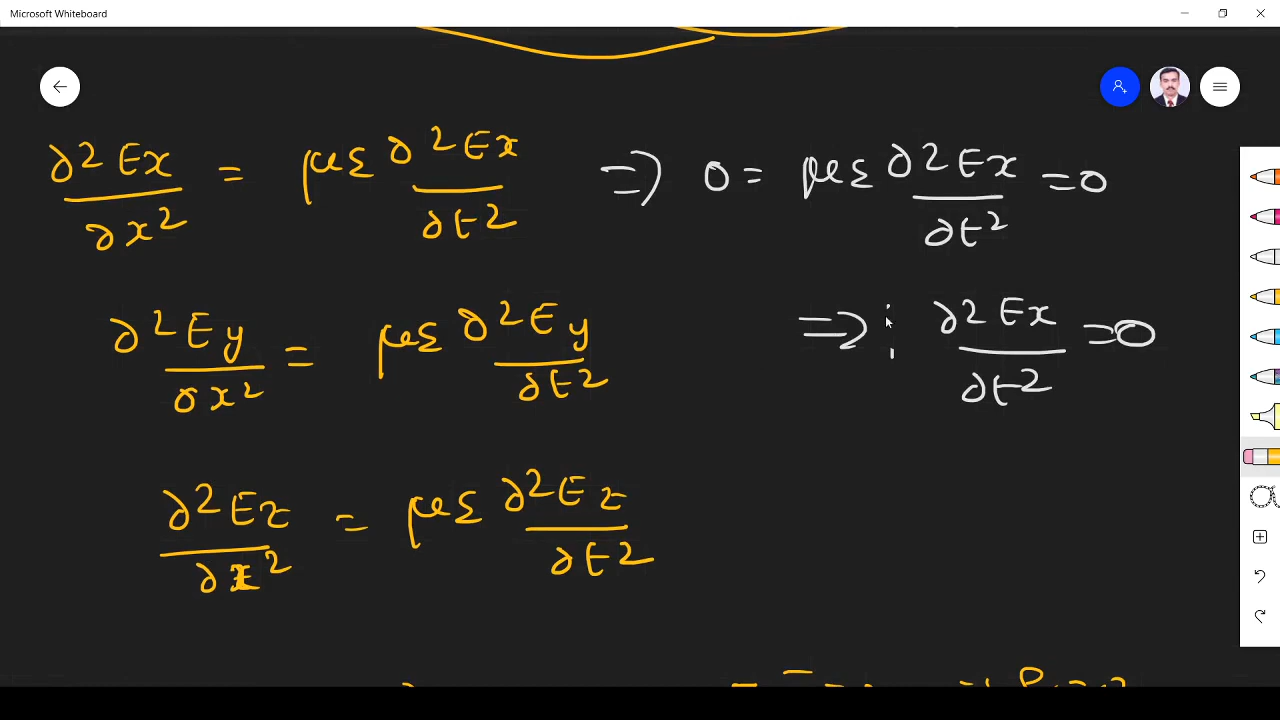 Microsoft Whiteboard
∂²Ex/∂x² = με ∂²Ex/∂t² => 0 = με ∂²Ex/∂t² = 0
∂²Ey/∂x² = με ∂²Ey/∂t² => ∂²Ex/∂t² = 0
∂²Ez/∂x² = με ∂²Ez/∂t²